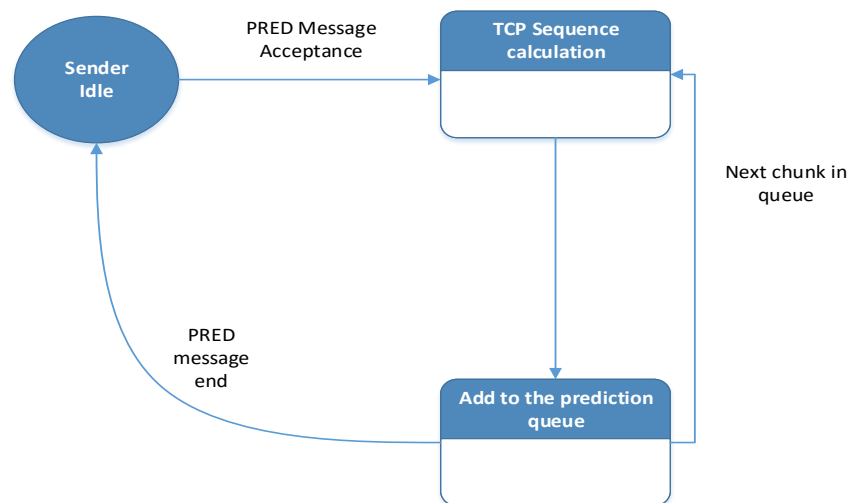 PRED Message
Acceptance
Sender
Idle
TCP Sequence
calculation
Next chunk in
queue
PRED
message
end
Add to the prediction
queue